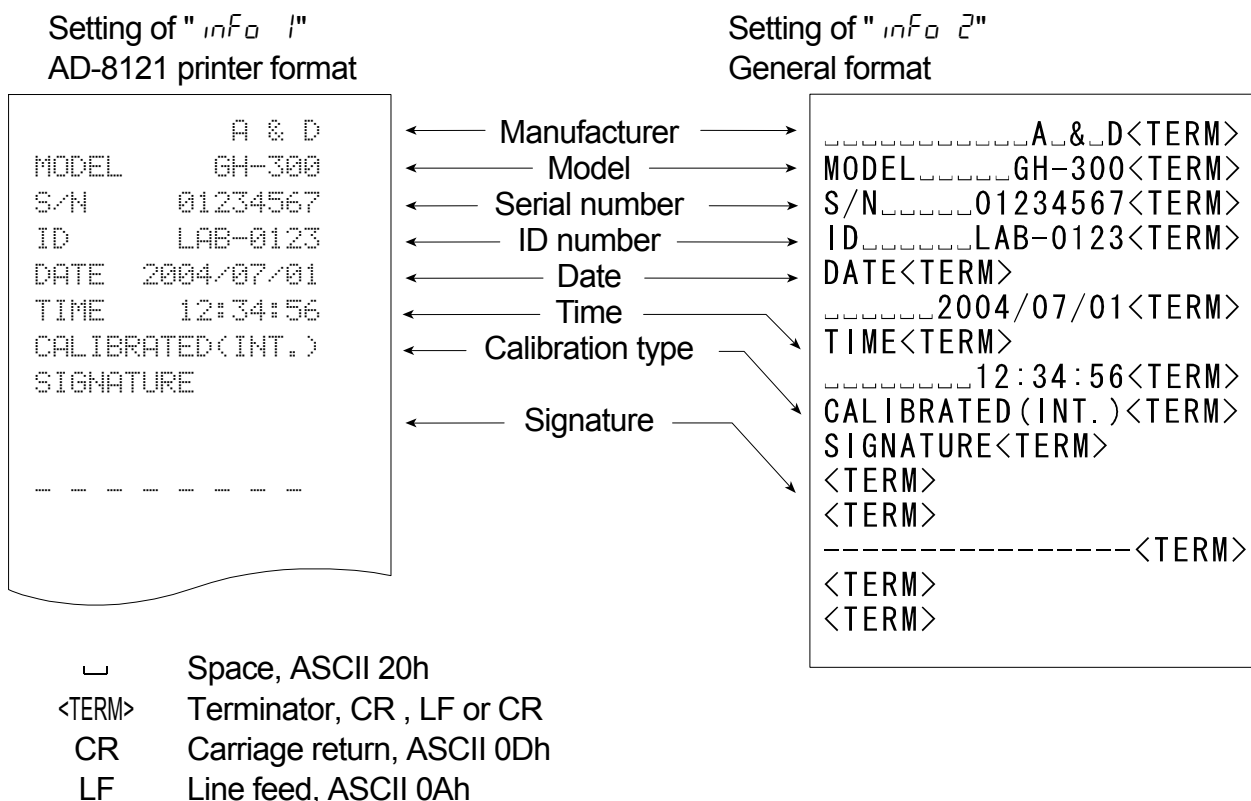 Setting of " info 1"
AD-8121 printer format
A & D
MODEL GH-300
S/N 01234567
ID LAB-0123
DATE 2004/07/01
TIME 12:34:56
CALIBRATED(INT.)
SIGNATURE
_ _ _ _ _ _ _ _
Manufacturer
Model
Serial number
ID number
Date
Time
Calibration type
Signature
Setting of " info 2"
General format
␣␣␣␣␣␣␣␣␣␣␣A␣&␣D<TERM>
MODEL␣␣␣␣␣GH-300<TERM>
S/N␣␣␣␣␣01234567<TERM>
ID␣␣␣␣␣␣LAB-0123<TERM>
DATE<TERM>
␣␣␣␣␣␣2004/07/01<TERM>
TIME<TERM>
␣␣␣␣␣␣␣␣12:34:56<TERM>
CALIBRATED(INT.)<TERM>
SIGNATURE<TERM>
<TERM>
<TERM>
----------------<TERM>
<TERM>
<TERM>
␣ Space, ASCII 20h
<TERM> Terminator, CR , LF or CR
CR Carriage return, ASCII 0Dh
LF Line feed, ASCII 0Ah